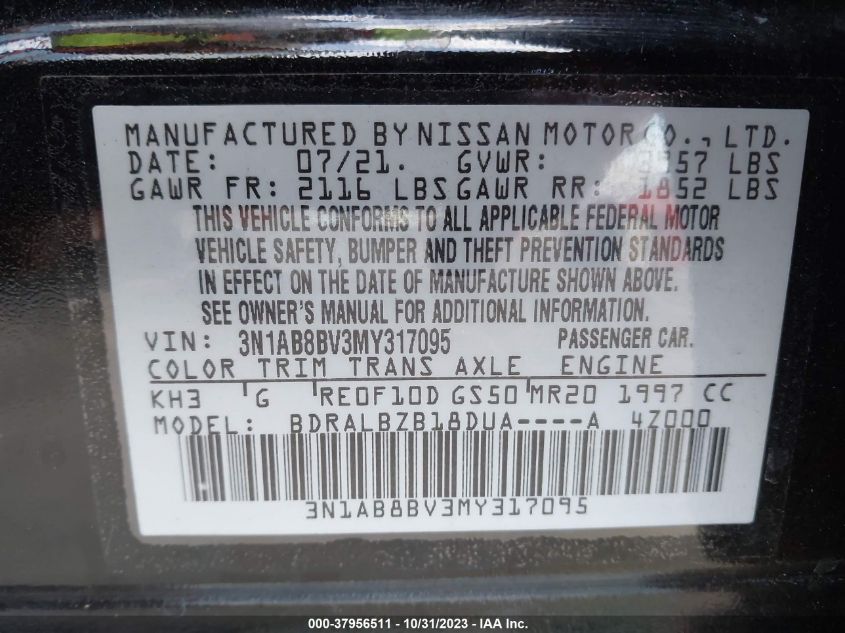 MANUFACTURED BY NISSAN MOTOR CO., LTD.
DATE: 07/21. GVWR: LBS
GAWR FR: 2116 LBS GAWR RR: 1852 LBS
THIS VEHICLE CONFORMS TO ALL APPLICABLE FEDERAL MOTOR
VEHICLE SAFETY, BUMPER AND THEFT PREVENTION STANDARDS
IN EFFECT ON THE DATE OF MANUFACTURE SHOWN ABOVE.
SEE OWNER'S MANUAL FOR ADDITIONAL INFORMATION.
VIN: 3N1AB8BV3MY317095 PASSENGER CAR.
COLOR TRIM TRANS AXLE ENGINE
KH3 G RE0F10D GS50 MR20 1997 CC
MODEL: BDRALBZB18DUA----A 4Z000
3N1AB8BV3MY317095
000-37956511 - 10/31/2023 - IAA Inc.